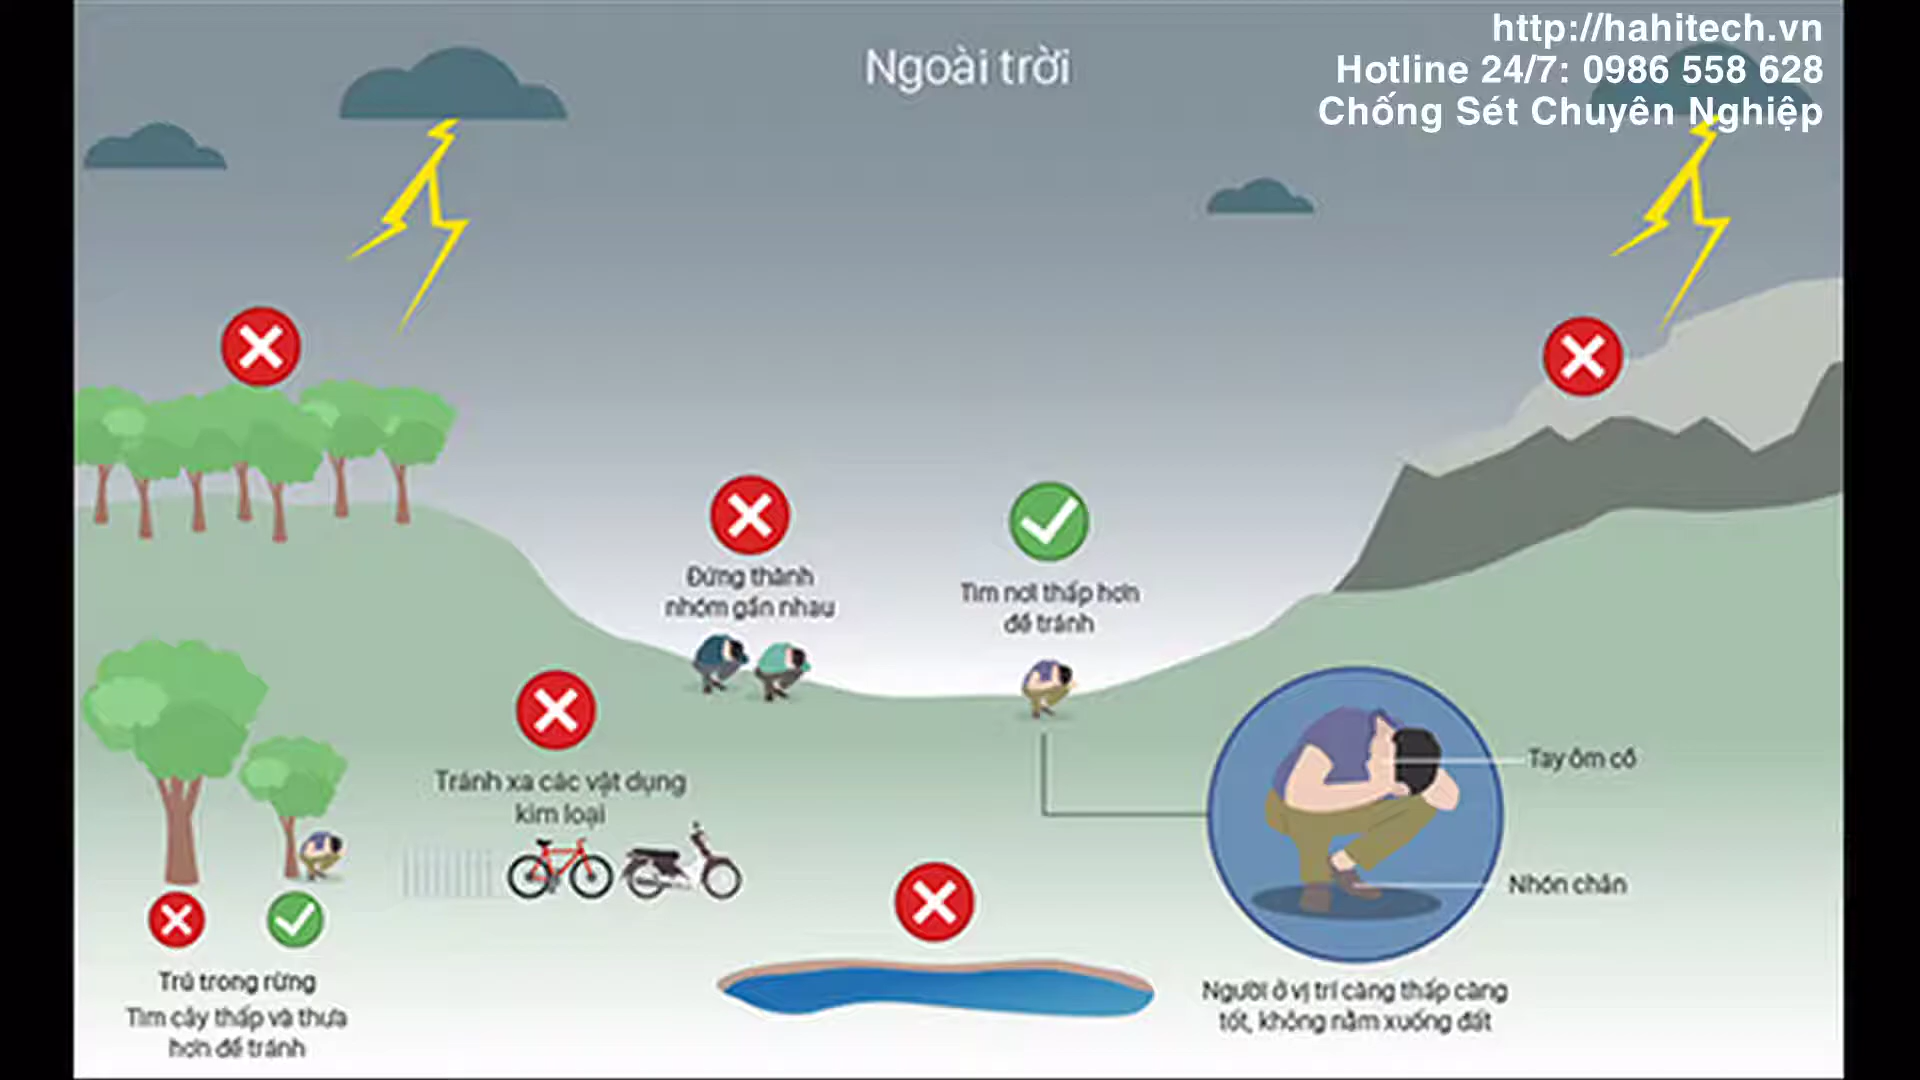 http://hahitech.vn
Hotline 24/7: 0986 558 628
Chống Sét Chuyên Nghiệp
Ngoài trời
Đứng thành
nhóm gần nhau
Tìm nơi thấp hơn
để tránh
Tránh xa các vật dụng
kim loại
Tay ôm cổ
Nhón chân
Trú trong rừng
Tìm cây thấp và thưa
hơn để tránh
Người ở vị trí càng thấp càng
tốt, không nằm xuống đất